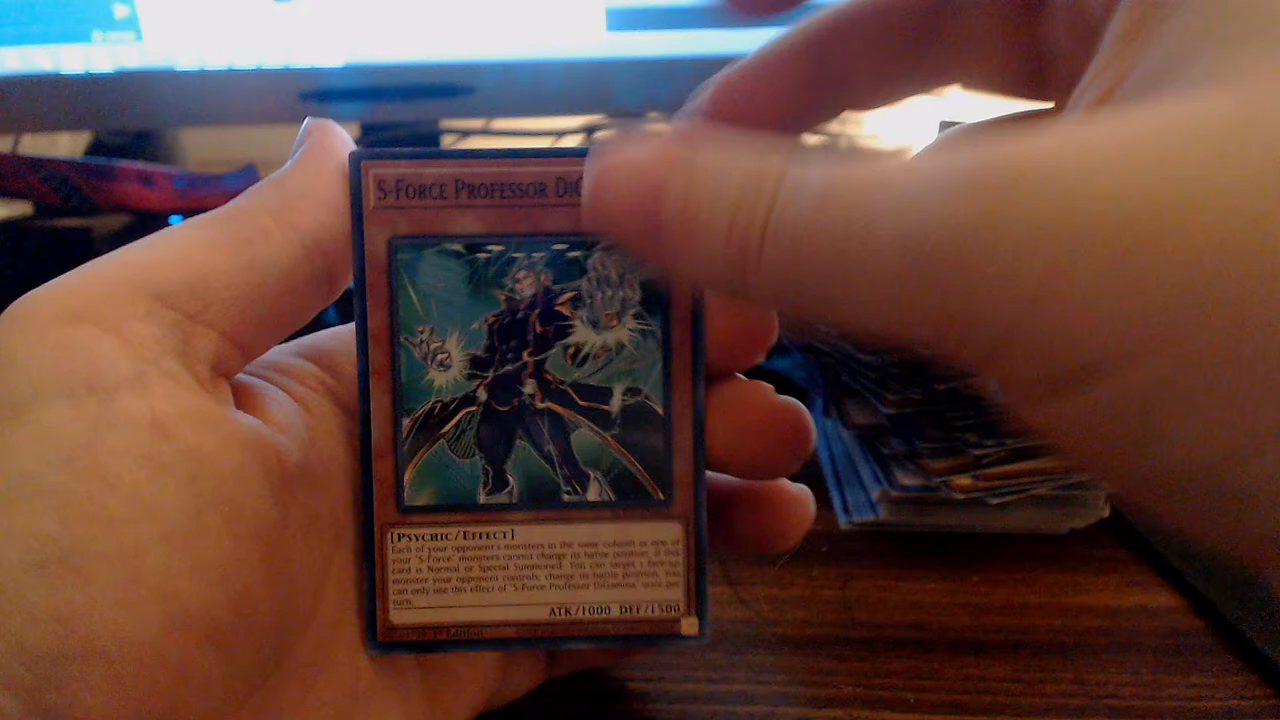 S-FORCE PROFESSOR DIG
[PSYCHIC/EFFECT]
Each of your opponent's monsters in the same column as one of
your "S-Force" monsters cannot change its battle position. If this
card is Normal or Special Summoned: You can target 1 face-up
monster your opponent controls; change its battle position. You
can only use this effect of "S-Force Professor DiGamma" once per
turn.
ATK/1000 DEF/1500
1st Edition